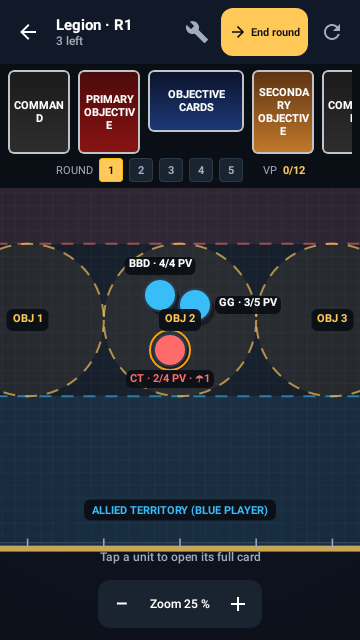 Legion · R1
3 left
End round
COMMAN
D
PRIMARY
OBJECTIV
E
OBJECTIVE
CARDS
SECONDA
RY
OBJECTIV
E
COMM
ROUND 1 2 3 4 5 VP 0/12
BBD · 4/4 PV
GG · 3/5 PV
OBJ 1
OBJ 2
OBJ 3
CT · 2/4 PV · ☂1
ALLIED TERRITORY (BLUE PLAYER)
Tap a unit to open its full card
− Zoom 25 % +